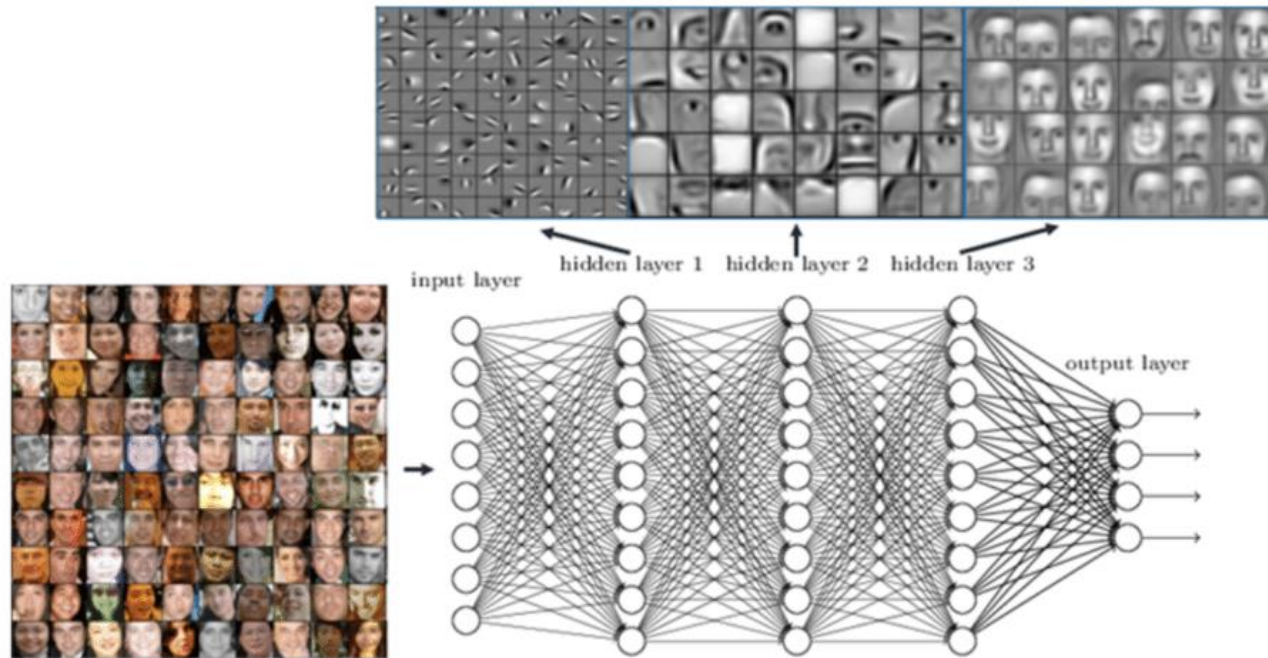 hidden layer 1
hidden layer 2
hidden layer 3
input layer
output layer